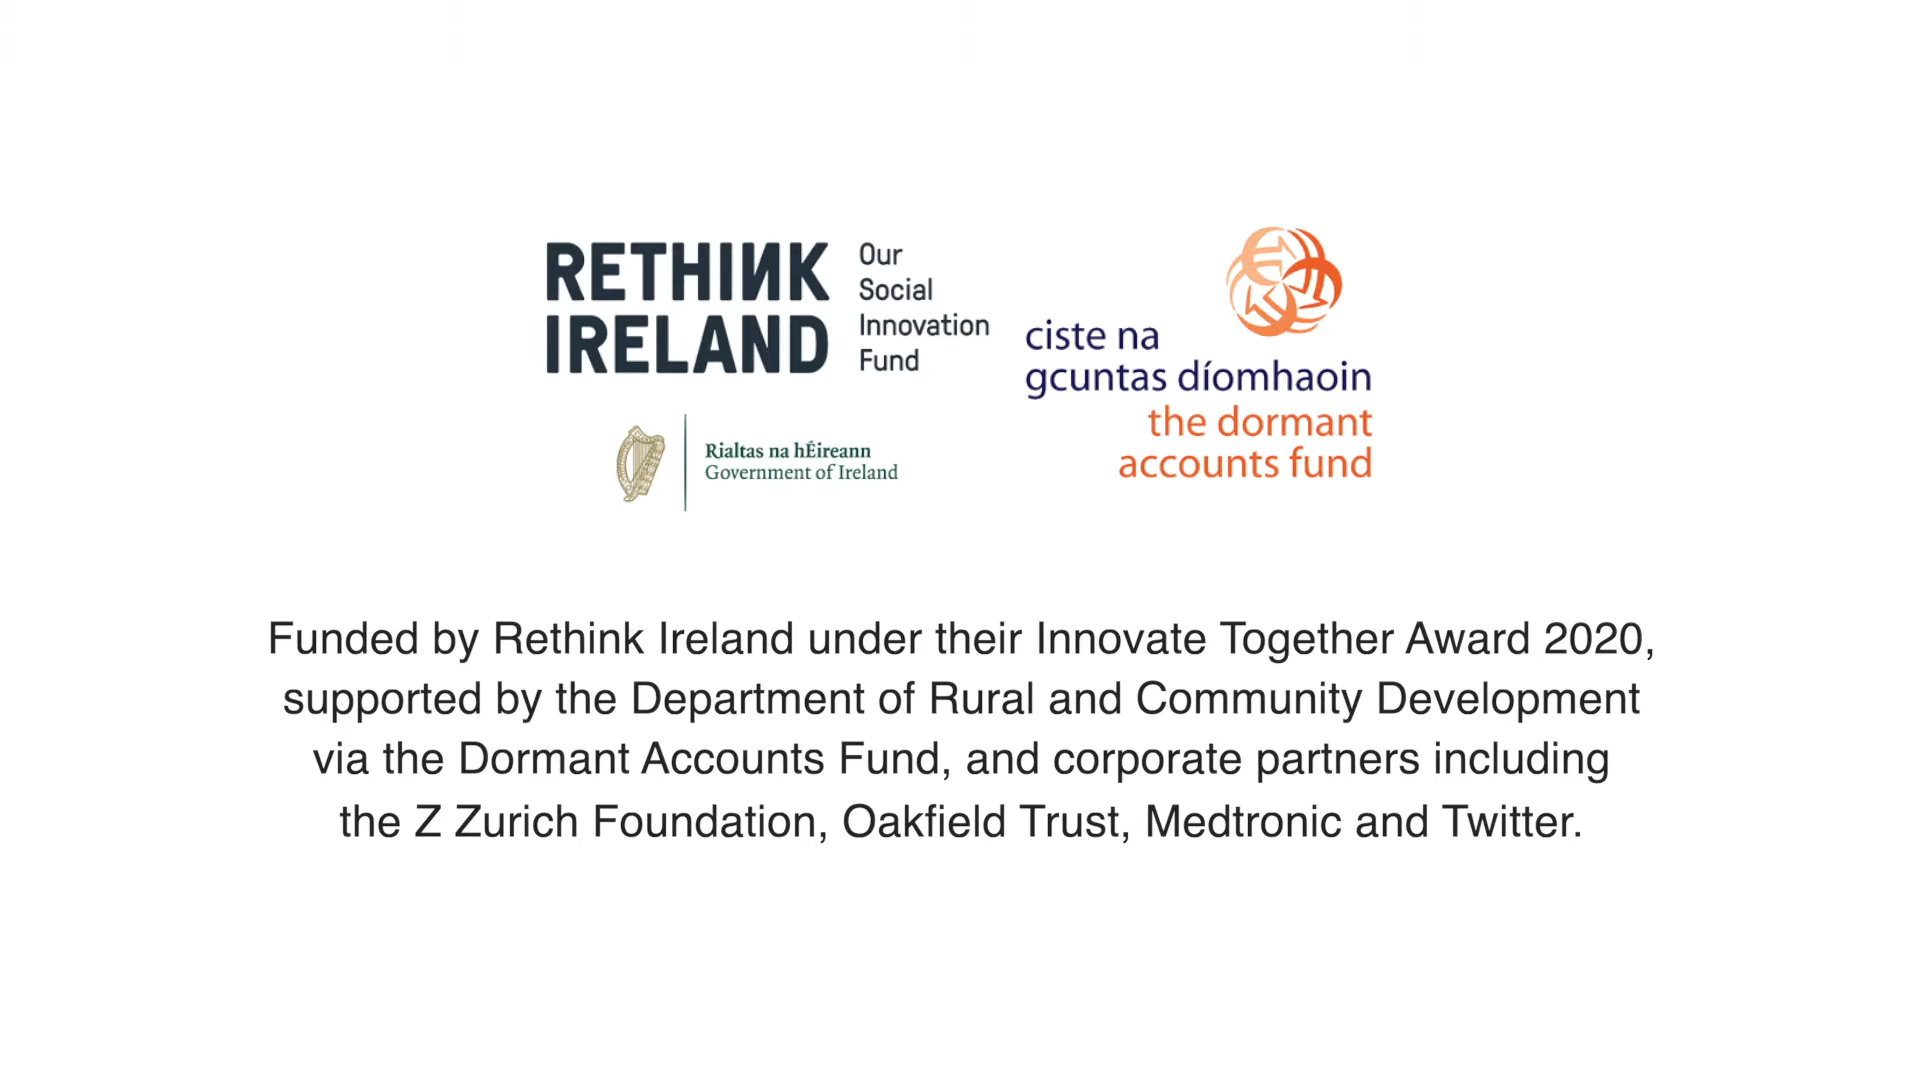 RETHINK
IRELAND
Our
Social
Innovation
Fund
Rialtas na hÉireann
Government of Ireland
ciste na
gcuntas díomhaoin
the dormant
accounts fund
Funded by Rethink Ireland under their Innovate Together Award 2020,
supported by the Department of Rural and Community Development
via the Dormant Accounts Fund, and corporate partners including
the Z Zurich Foundation, Oakfield Trust, Medtronic and Twitter.